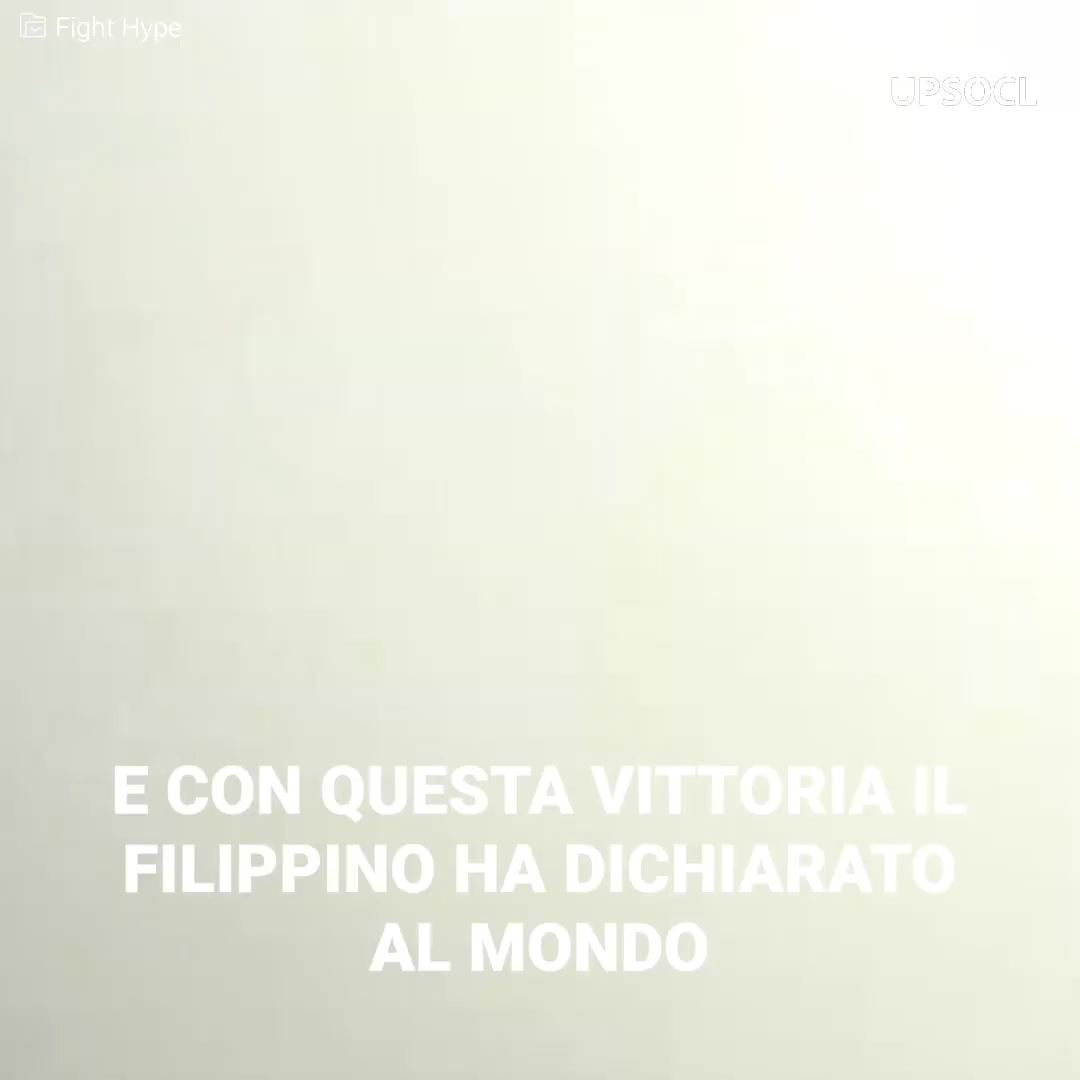 Fight Hype
UPSOCL
E CON QUESTA VITTORIA IL
FILIPPINO HA DICHIARATO
AL MONDO